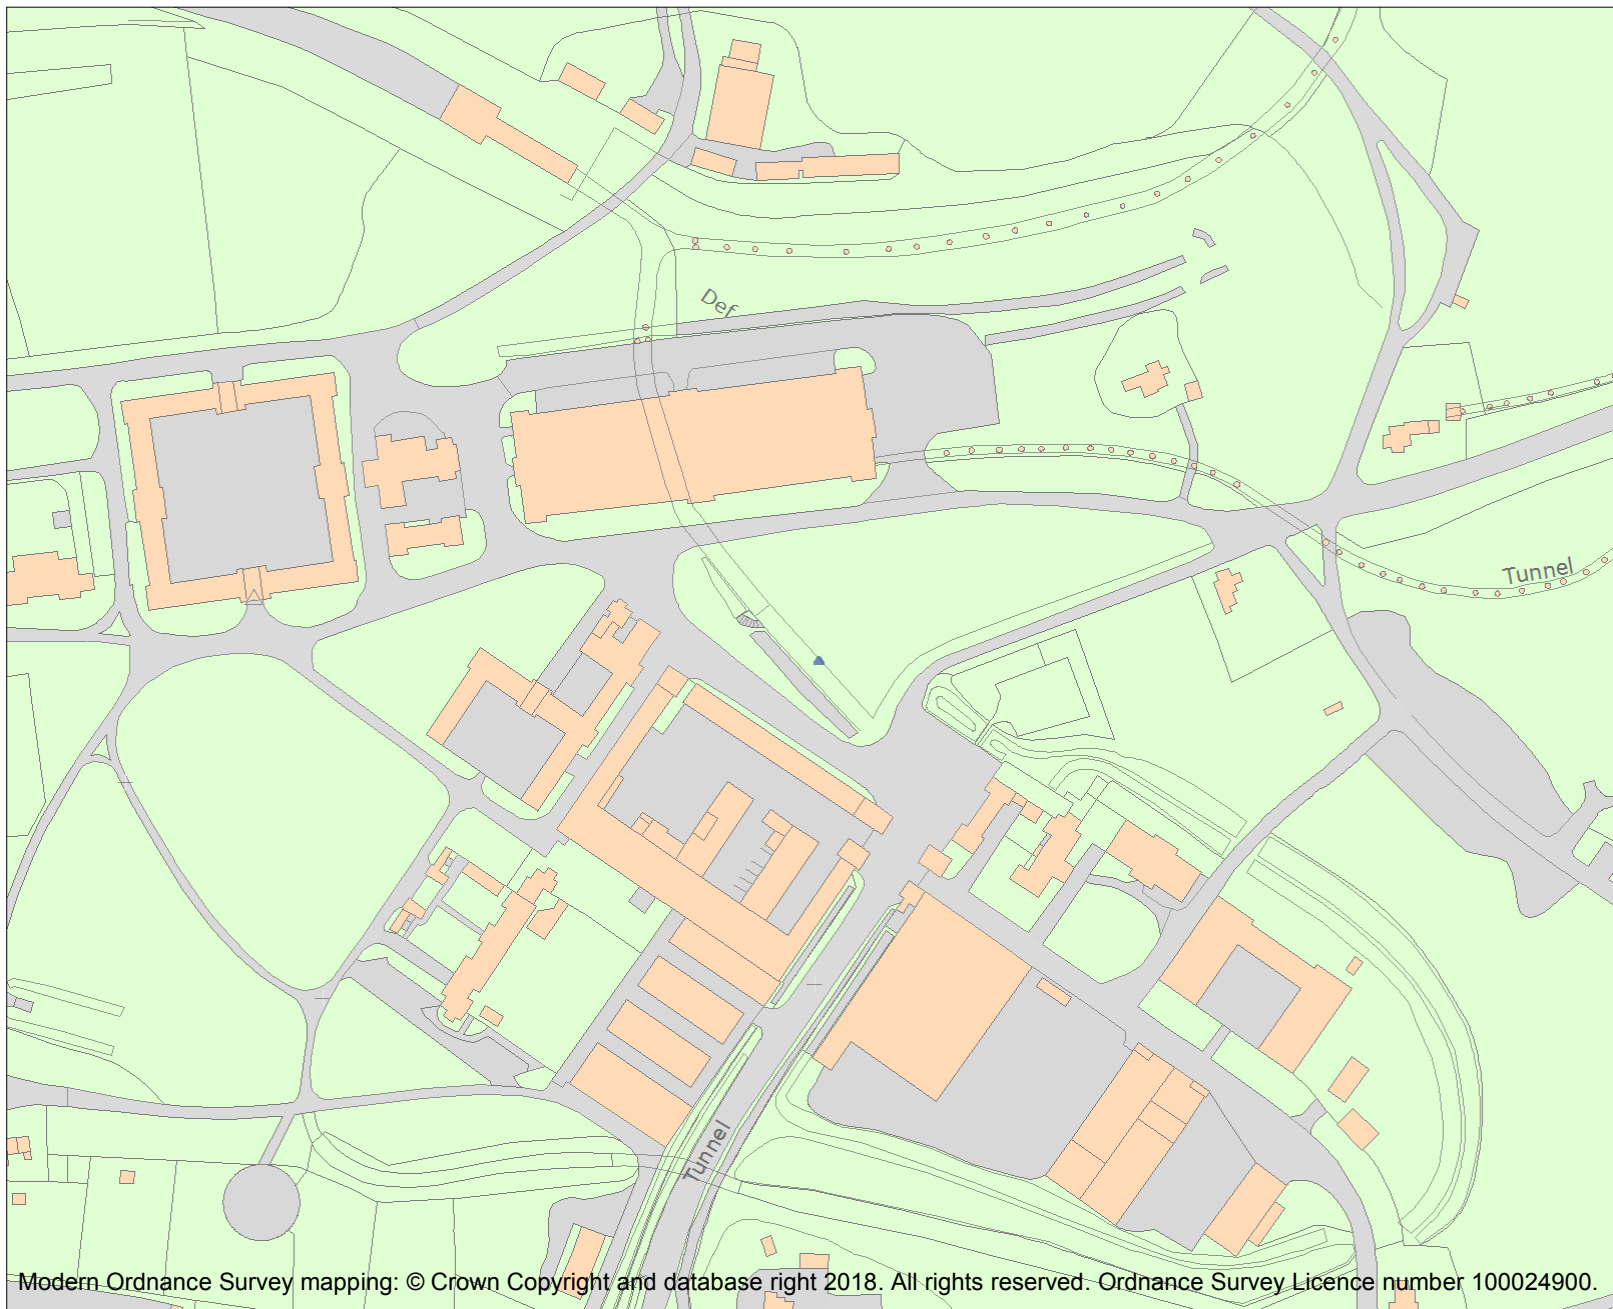 Def
Tunnel
Tunnel
Modern Ordnance Survey mapping: © Crown Copyright and database right 2018. All rights reserved. Ordnance Survey Licence number 100024900.